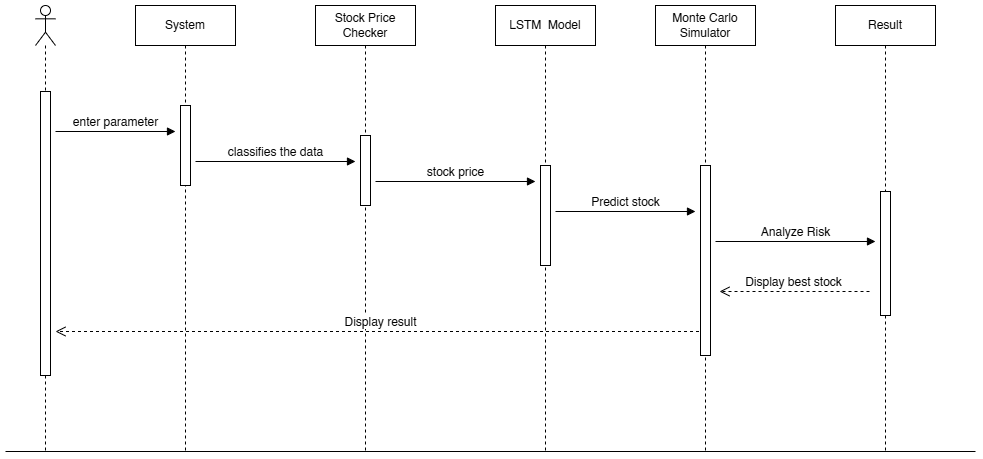 System
Stock Price
Checker
LSTM  Model
Monte Carlo
Simulator
Result
enter parameter
classifies the data
stock price
Predict stock
Analyze Risk
Display best stock
Display result